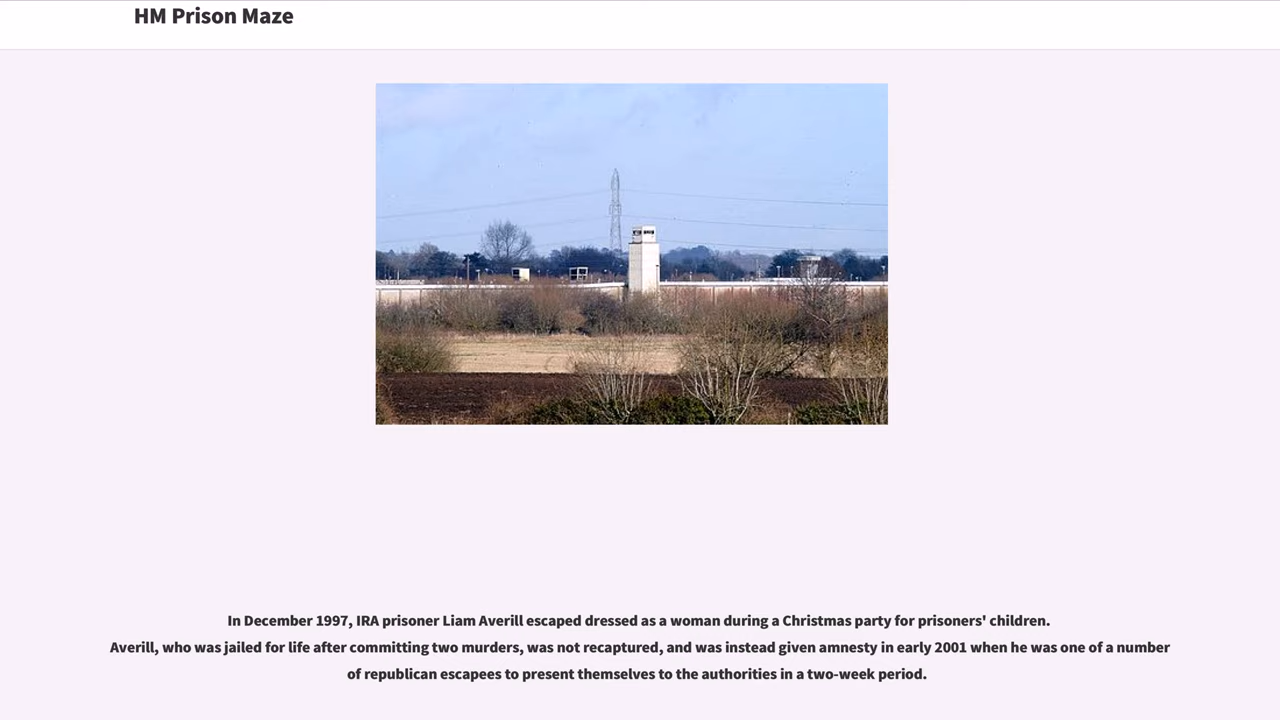 HM Prison Maze
In December 1997, IRA prisoner Liam Averill escaped dressed as a woman during a Christmas party for prisoners' children.
Averill, who was jailed for life after committing two murders, was not recaptured, and was instead given amnesty in early 2001 when he was one of a number
of republican escapees to present themselves to the authorities in a two-week period.